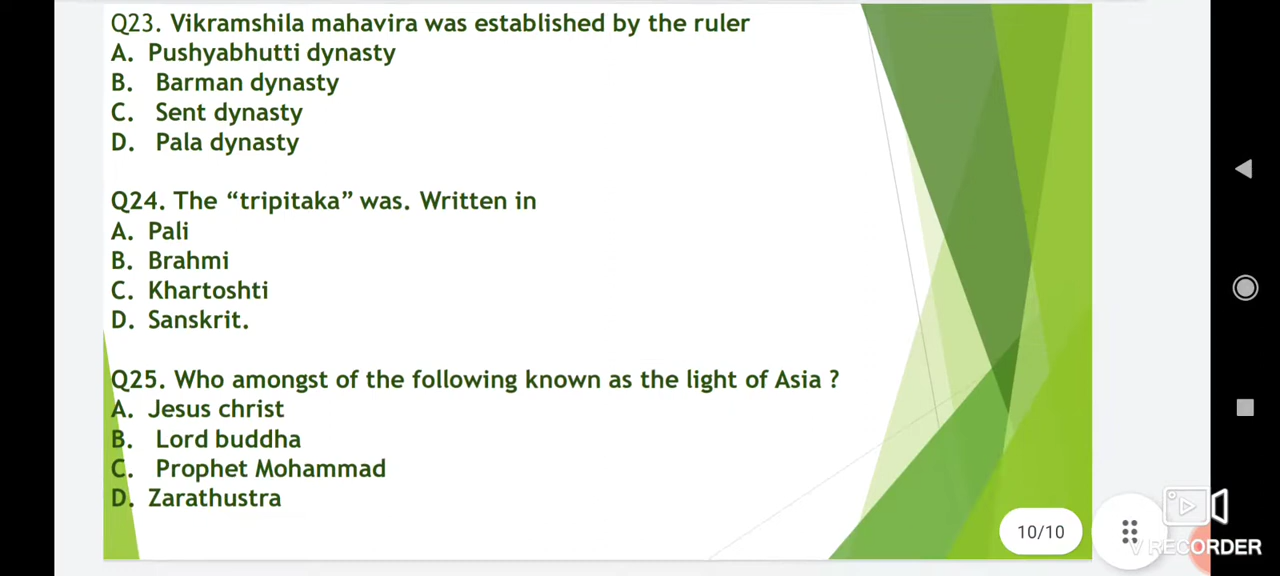 Q23. Vikramshila mahavira was established by the ruler
A. Pushyabhutti dynasty
B. Barman dynasty
C. Sent dynasty
D. Pala dynasty
Q24. The “tripitaka” was. Written in
A. Pali
B. Brahmi
C. Khartoshti
D. Sanskrit.
Q25. Who amongst of the following known as the light of Asia ?
A. Jesus christ
B. Lord buddha
C. Prophet Mohammad
D. Zarathustra
10/10
V RECORDER